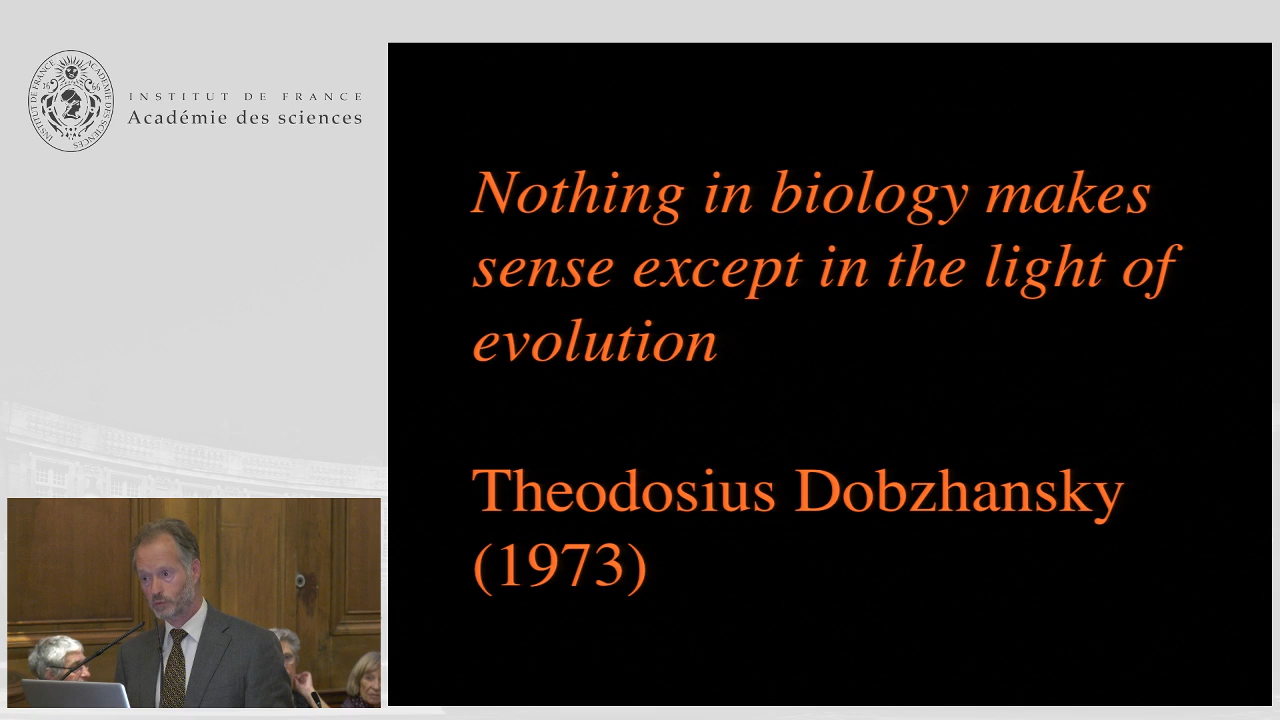 INSTITUT DE FRANCE
Académie des sciences
Nothing in biology makes
sense except in the light of
evolution
Theodosius Dobzhansky
(1973)